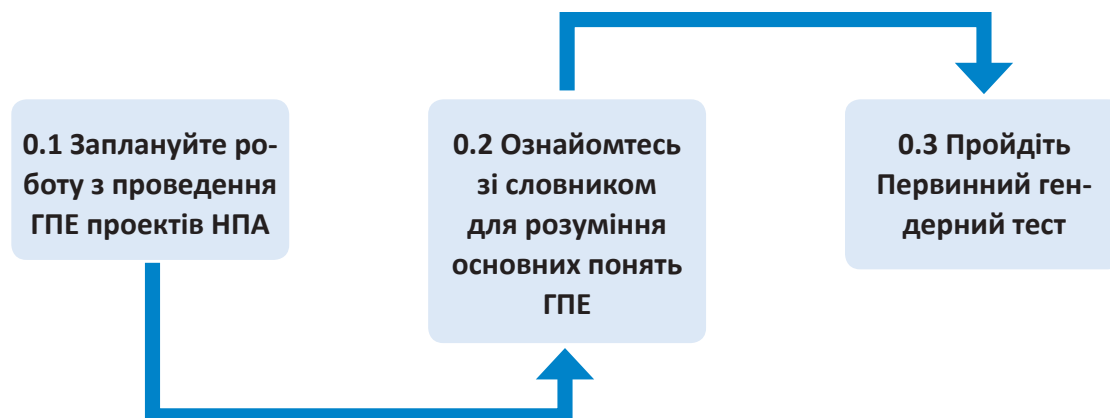 0.1 Заплануйте ро-
боту з проведення
ГПЕ проектів НПА
0.2 Ознайомтесь
зі словником
для розуміння
основних понять
ГПЕ
0.3 Пройдіть
Первинний ген-
дерний тест